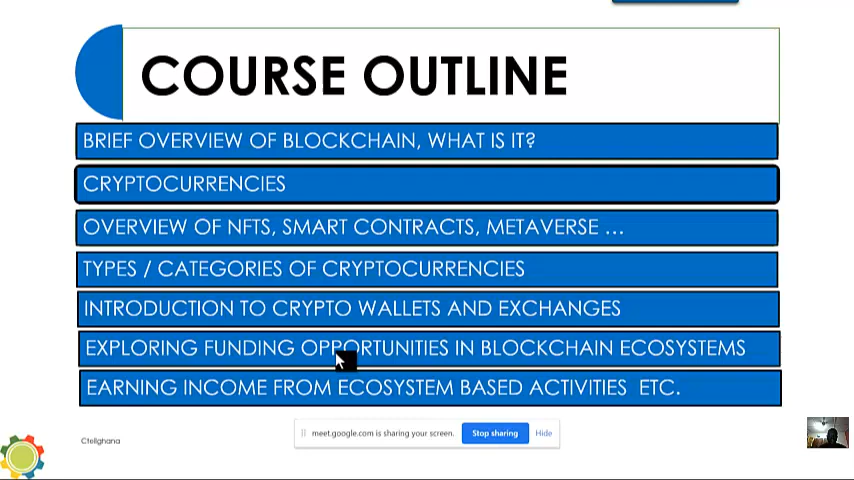 COURSE OUTLINE
BRIEF OVERVIEW OF BLOCKCHAIN, WHAT IS IT?
CRYPTOCURRENCIES
OVERVIEW OF NFTS, SMART CONTRACTS, METAVERSE ...
TYPES / CATEGORIES OF CRYPTOCURRENCIES
INTRODUCTION TO CRYPTO WALLETS AND EXCHANGES
EXPLORING FUNDING OPPORTUNITIES IN BLOCKCHAIN ECOSYSTEMS
EARNING INCOME FROM ECOSYSTEM BASED ACTIVITIES ETC.
meet.google.com is sharing your screen. Stop sharing Hide
Ctellghana